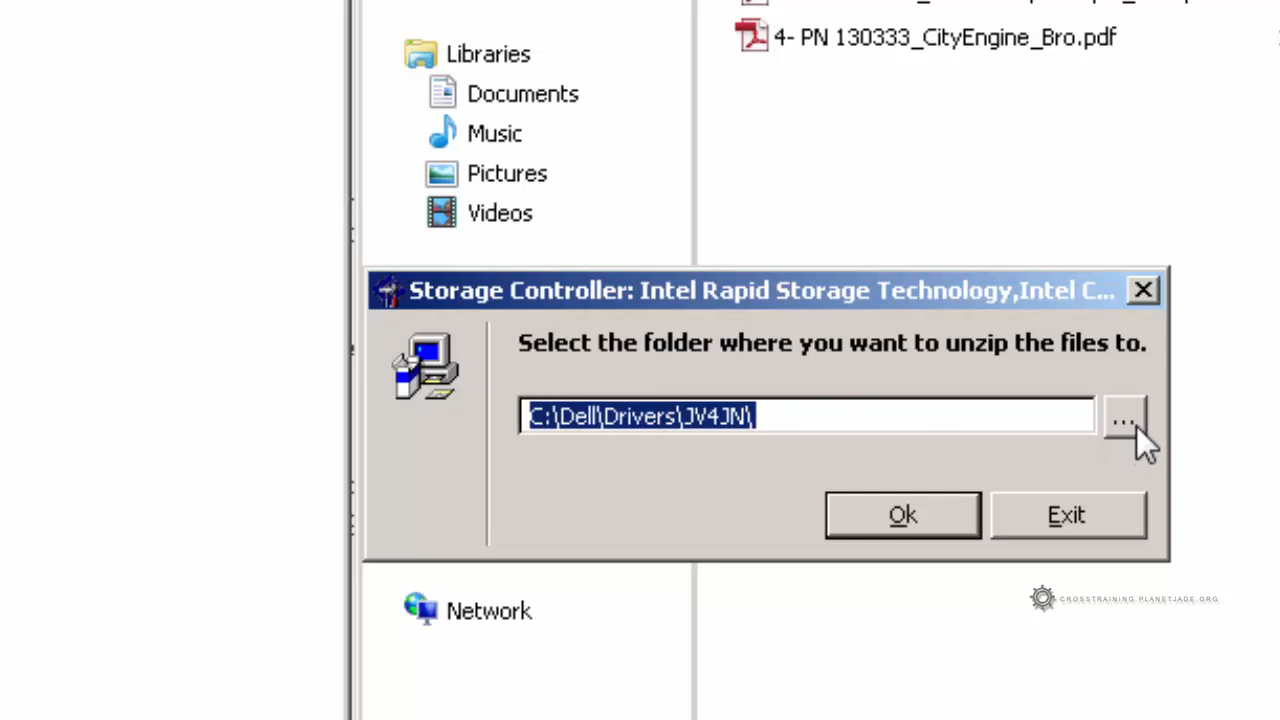 4- PN 130333_CityEngine_Bro.pdf
Libraries
Documents
Music
Pictures
Videos
Storage Controller: Intel Rapid Storage Technology,Intel C...
Select the folder where you want to unzip the files to.
C:\Dell\Drivers\JV4JN\
...
Ok
Exit
CROSSTRAINING.PLANETJADE.ORG
Network